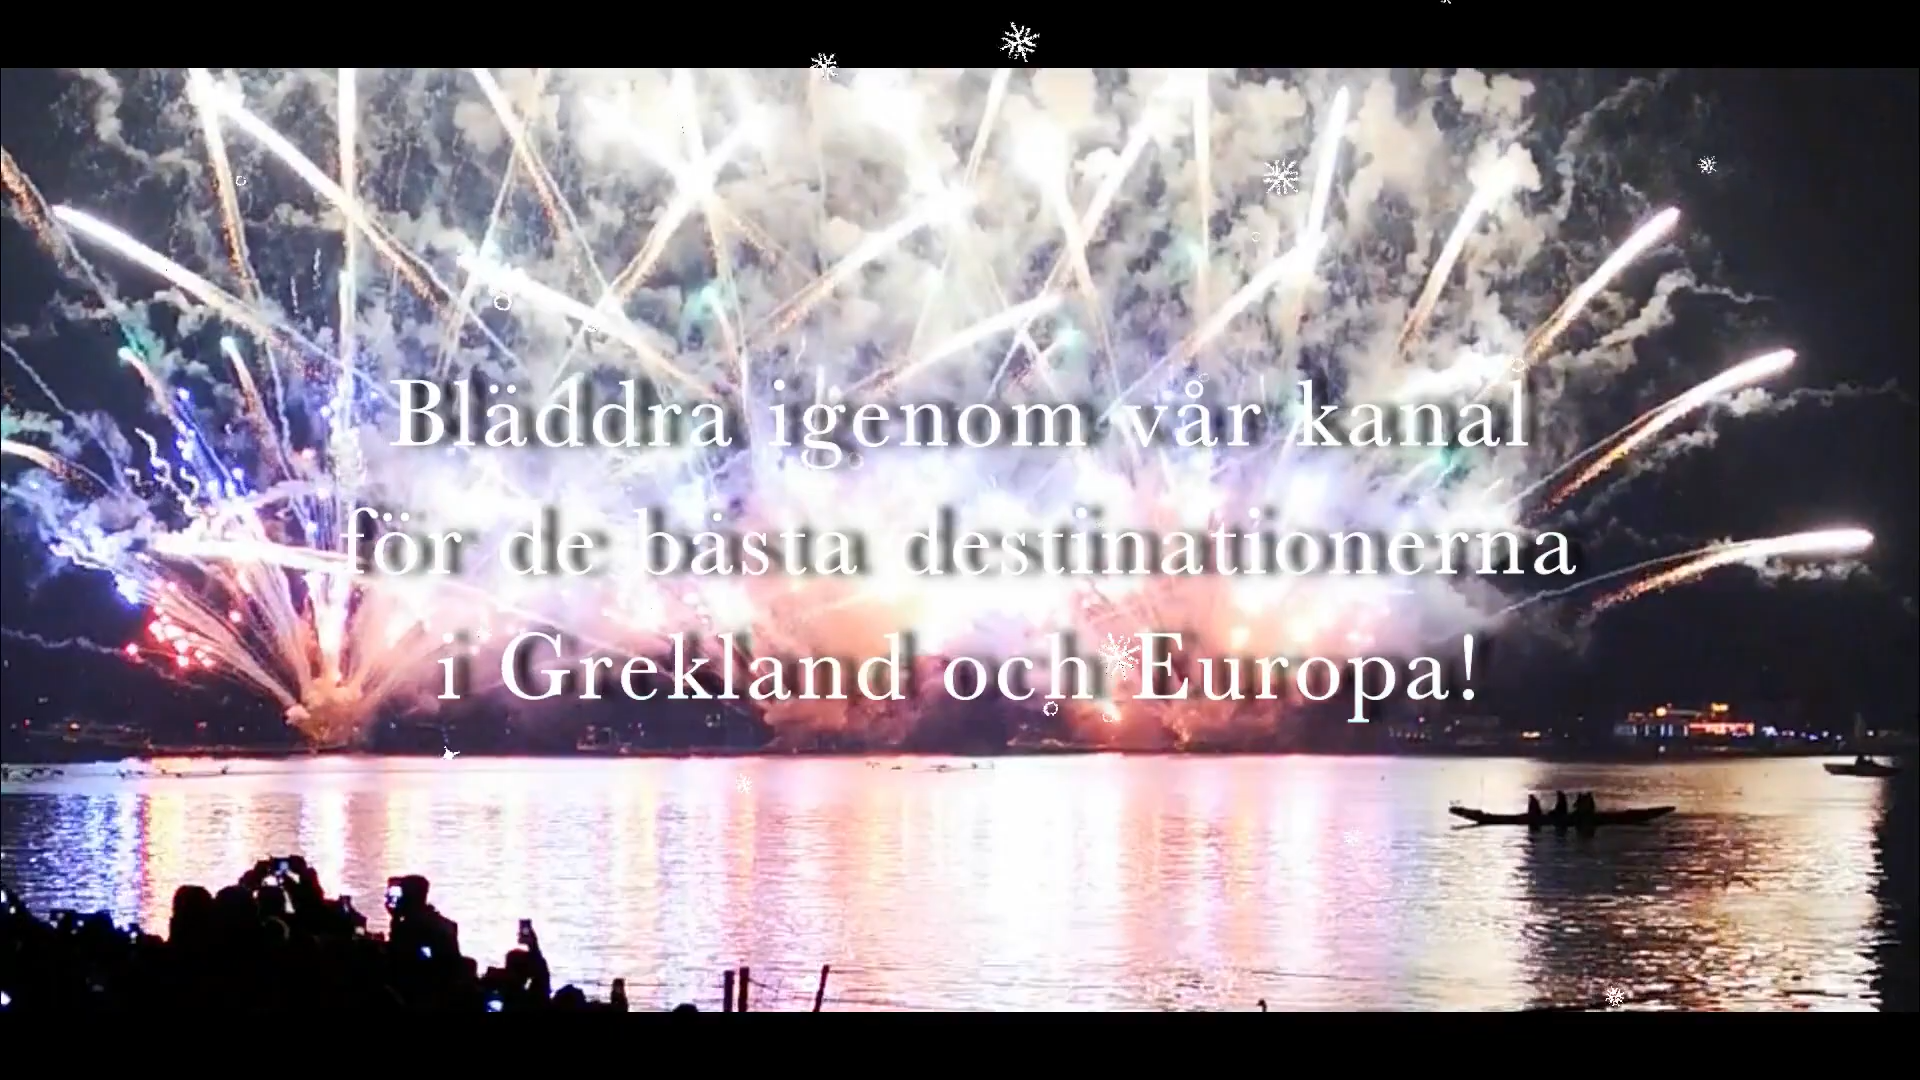 Bläddra igenom vår kanal
för de bästa destinationerna
i Grekland och Europa!